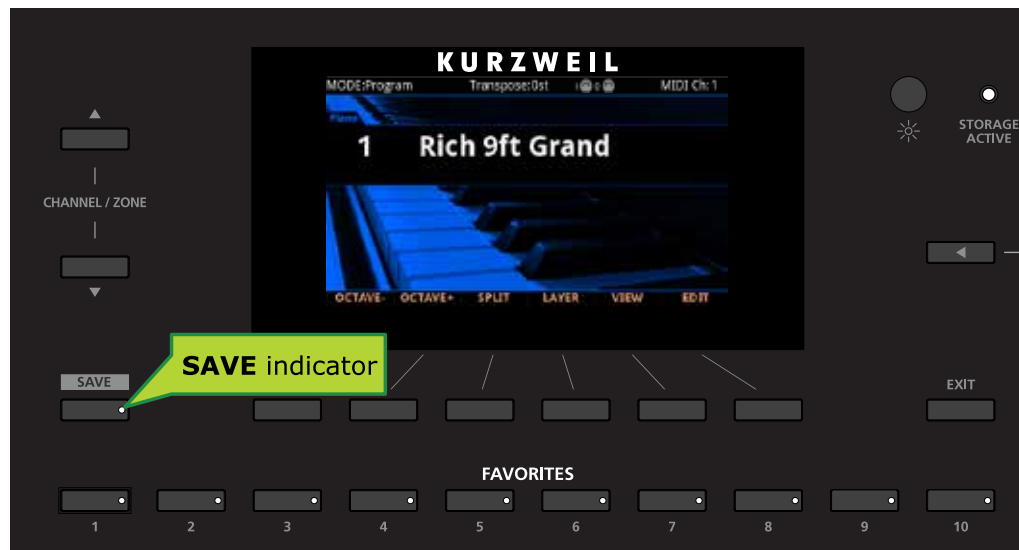 KURZWEIL
MODE:Program Transpose:0st MIDI Ch: 1
Piano
1 Rich 9ft Grand
OCTAVE- OCTAVE+ SPLIT LAYER VIEW EDIT
STORAGE
ACTIVE
CHANNEL / ZONE
SAVE indicator
SAVE
EXIT
FAVORITES
1 2 3 4 5 6 7 8 9 10